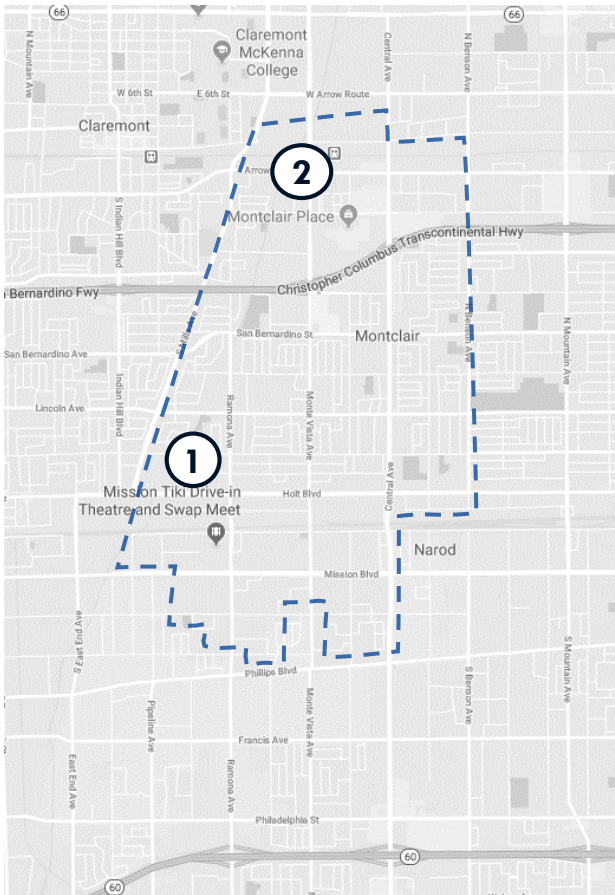 66
66
N Mountain Ave
Claremont
McKenna
College
Central Ave
N Benson Ave
W 6th St
E 6th St
W Arrow Route
Claremont
Arrow
2
Montclair Place
S Indian Hill Blvd
Christopher Columbus Transcontinental Hwy
Bernardino Fwy
S Mills Ave
San Bernardino St
Montclair
N Benson Ave
N Mountain Ave
San Bernardino Ave
Indian Hill Blvd
Lincoln Ave
Ramona Ave
Monte Vista Ave
1
Central Ave
Mission Tiki Drive-in
Theatre and Swap Meet
Holt Blvd
Narod
Mission Blvd
S East End Ave
Phillips Blvd
S Benson Ave
S Mountain Ave
Pipeline Ave
Monte Vista Ave
Francis Ave
East End Ave
Ramona Ave
Philadelphia St
60
60